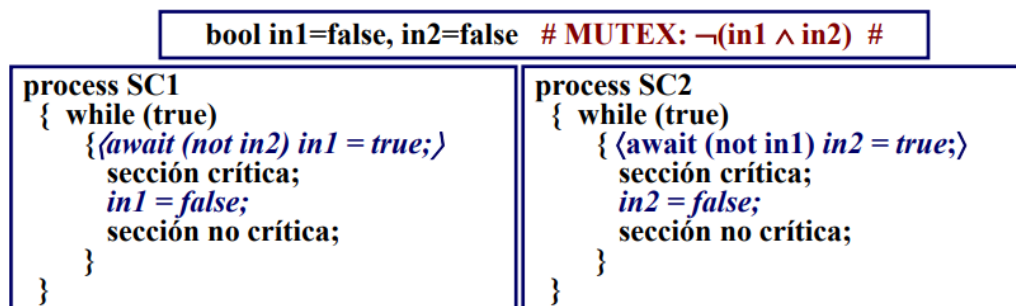 bool in1=false, in2=false # MUTEX: ¬(in1 ∧ in2) #
process SC1
{ while (true)
{⟨await (not in2) in1 = true;⟩
sección crítica;
in1 = false;
sección no crítica;
}
}
process SC2
{ while (true)
{ ⟨await (not in1) in2 = true;⟩
sección crítica;
in2 = false;
sección no crítica;
}
}